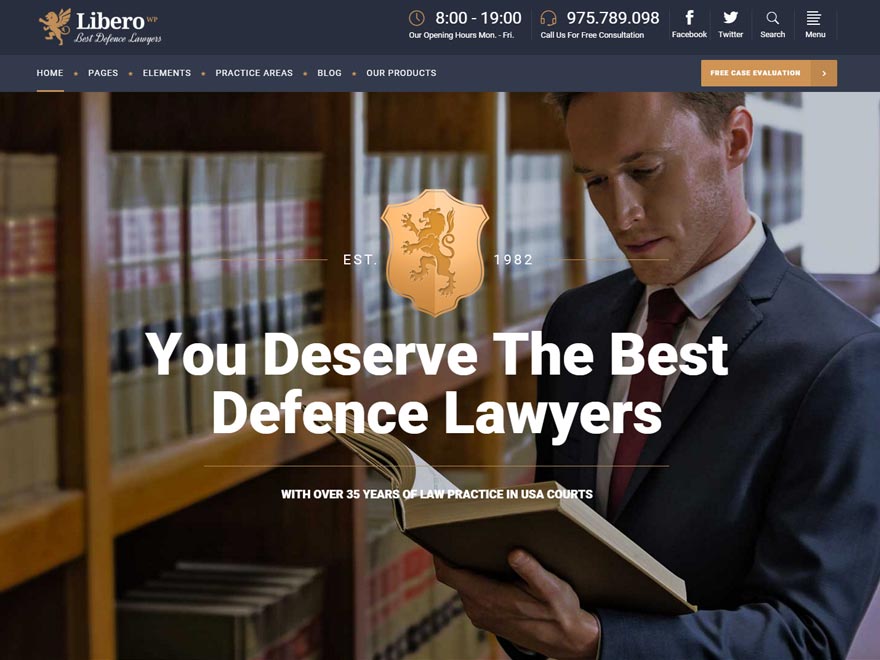 Libero WP
Best Defence Lawyers
8:00 - 19:00
Our Opening Hours Mon. - Fri.
975.789.098
Call Us For Free Consultation
Facebook
Twitter
Search
Menu
HOME
PAGES
ELEMENTS
PRACTICE AREAS
BLOG
OUR PRODUCTS
FREE CASE EVALUATION
EST.
1982
You Deserve The Best
Defence Lawyers
WITH OVER 35 YEARS OF LAW PRACTICE IN USA COURTS